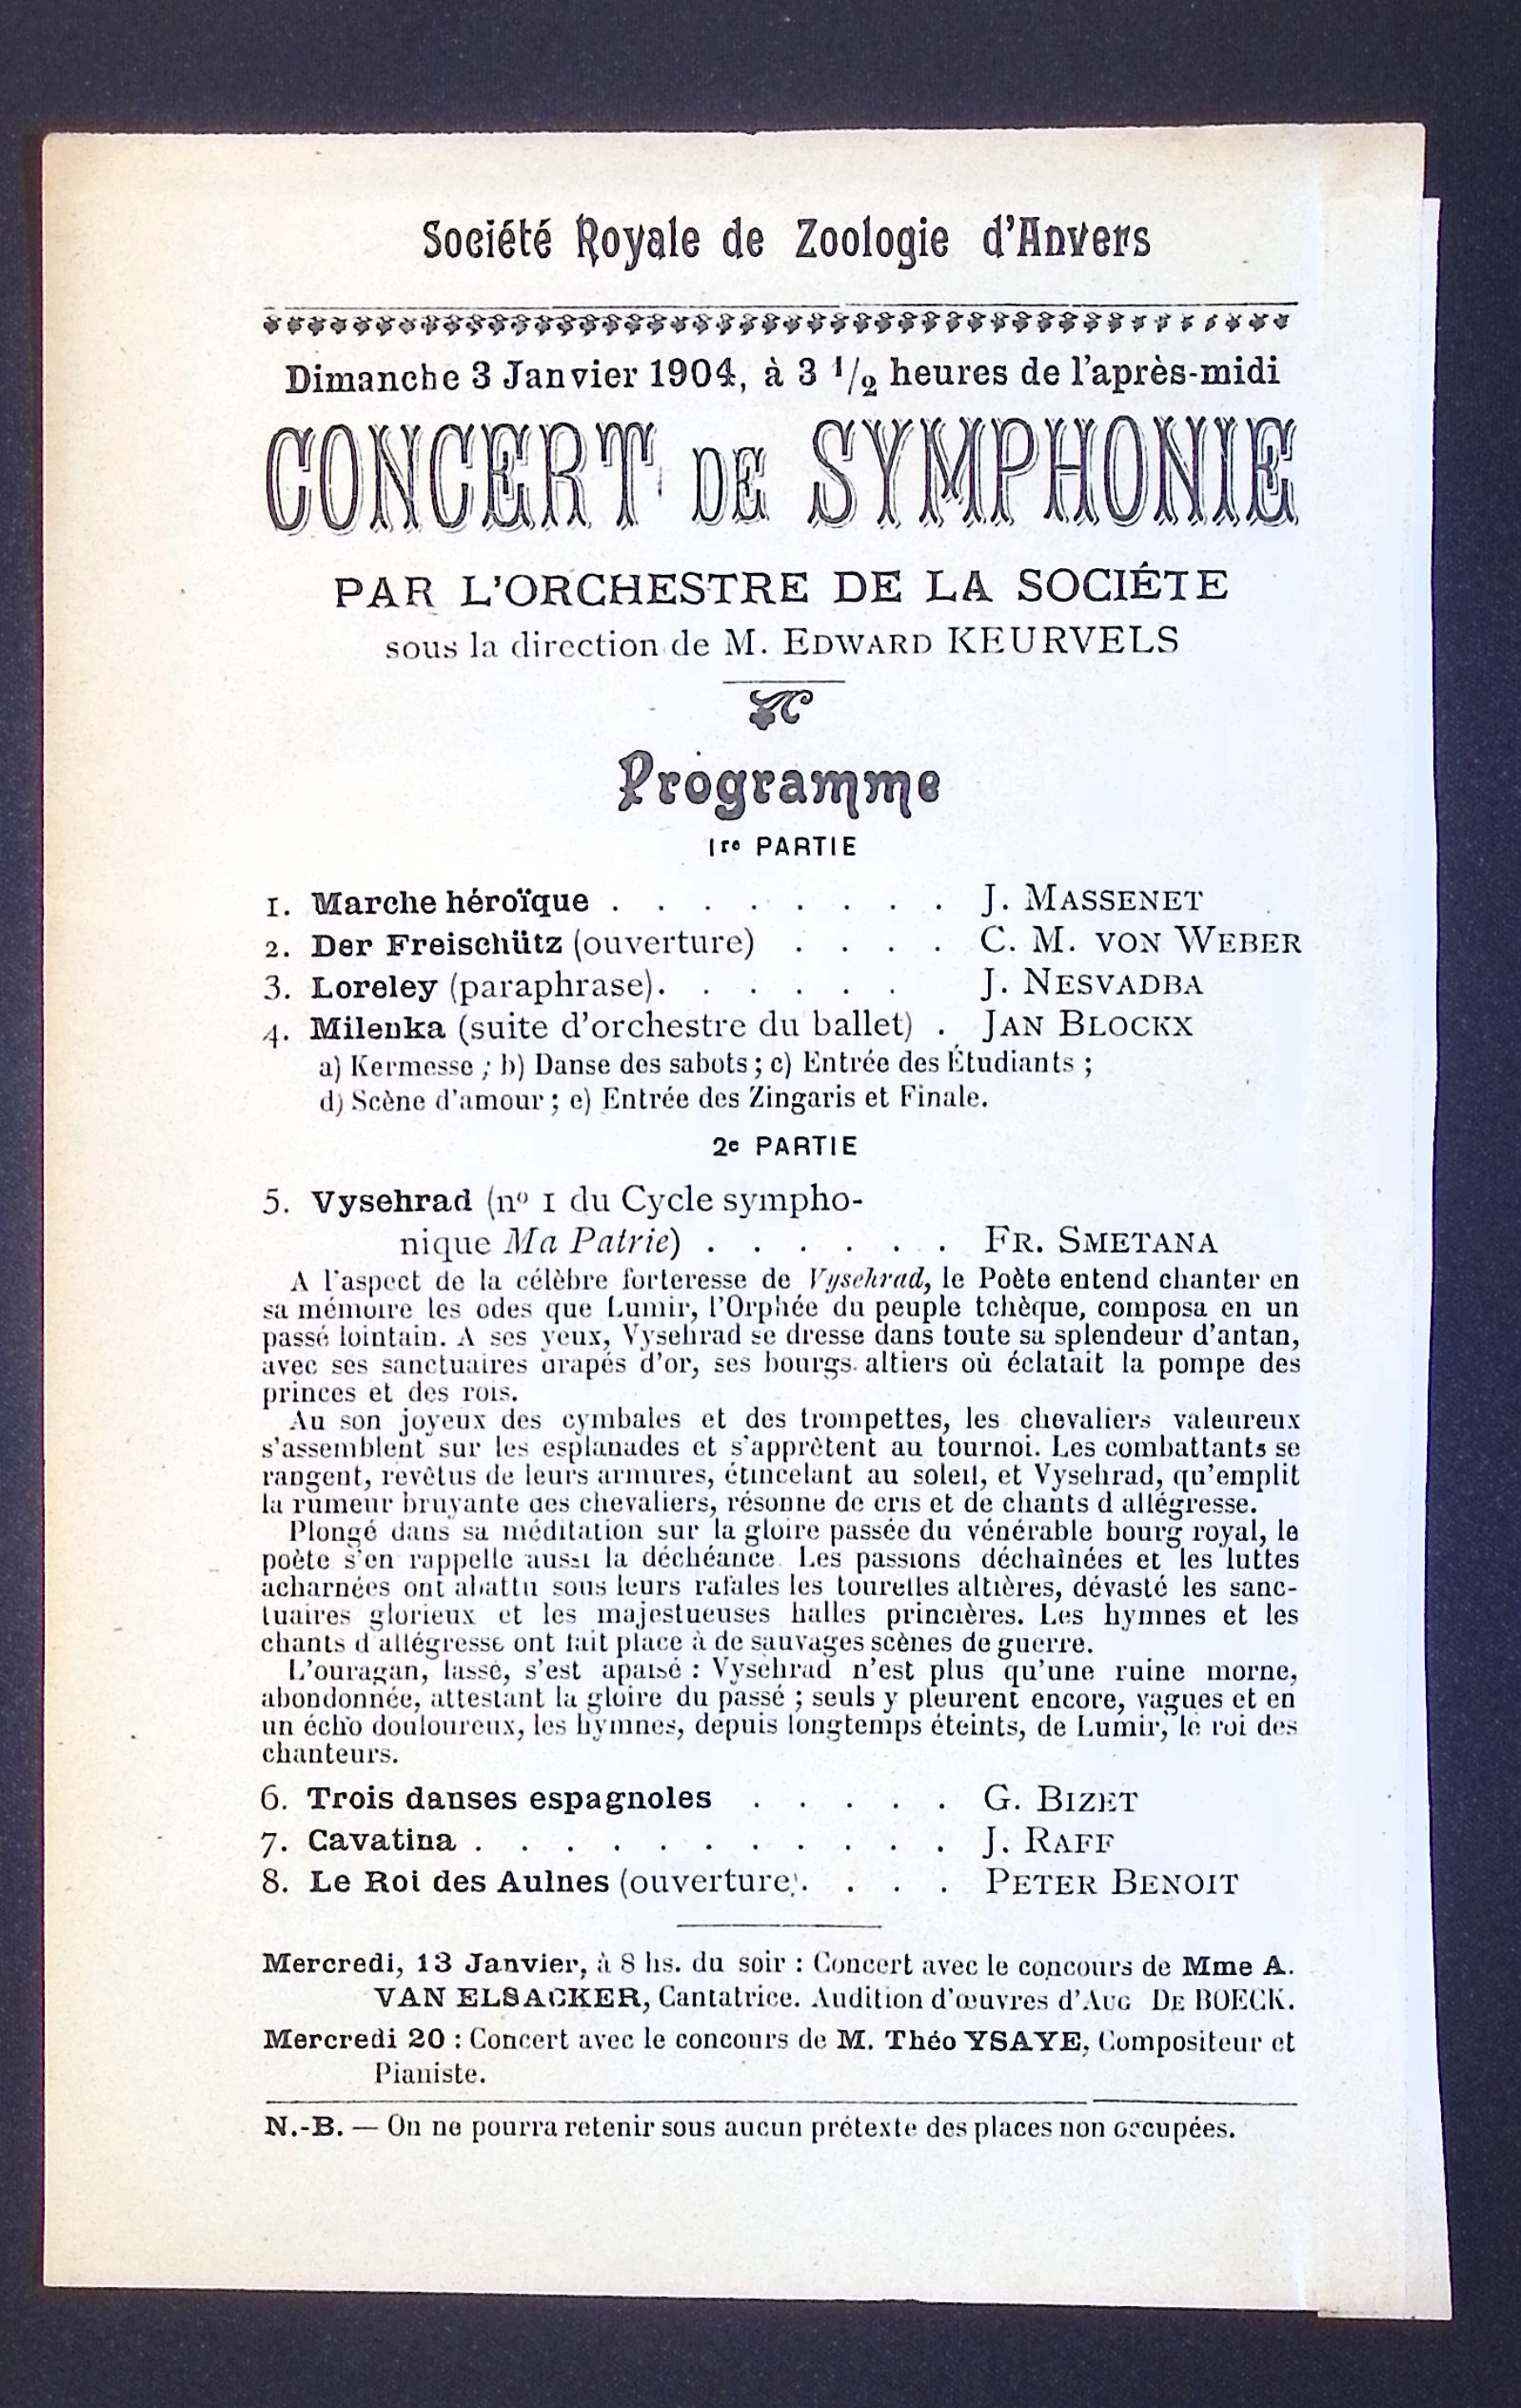 Société Royale de Zoologie d'Anvers
Dimanche 3 Janvier 1904, à 3 1/2 heures de l'après-midi
CONCERT DE SYMPHONIE
PAR L'ORCHESTRE DE LA SOCIÉTE
sous la direction de M. EDWARD KEURVELS
Programme
1re PARTIE
1. Marche héroïque . . . . . . . . J. MASSENET
2. Der Freischütz (ouverture) . . . . C. M. VON WEBER
3. Loreley (paraphrase). . . . . . J. NESVADBA
4. Milenka (suite d'orchestre du ballet) . JAN BLOCKX
a) Kermesse ; b) Danse des sabots ; c) Entrée des Étudiants ;
d) Scène d'amour ; e) Entrée des Zingaris et Finale.
2e PARTIE
5. Vysehrad (no 1 du Cycle sympho-
nique Ma Patrie) . . . . . . FR. SMETANA
A l'aspect de la célèbre forteresse de Vysehrad, le Poète entend chanter en
sa mémoire les odes que Lumir, l'Orphée du peuple tchèque, composa en un
passé lointain. A ses yeux, Vysehrad se dresse dans toute sa splendeur d'antan,
avec ses sanctuaires drapés d'or, ses bourgs altiers où éclatait la pompe des
princes et des rois.
Au son joyeux des cymbales et des trompettes, les chevaliers valeureux
s'assemblent sur les esplanades et s'apprètent au tournoi. Les combattants se
rangent, revêtus de leurs armures, étincelant au soleil, et Vysehrad, qu'emplit
la rumeur bruyante des chevaliers, résonne de cris et de chants d allégresse.
Plongé dans sa méditation sur la gloire passée du vénérable bourg royal, le
poète s'en rappelle aussi la déchéance. Les passions déchaînées et les luttes
acharnées ont abattu sous leurs rafales les tourelles altières, dévasté les sanc-
tuaires glorieux et les majestueuses halles princières. Les hymnes et les
chants d'allégresse ont fait place à de sauvages scènes de guerre.
L'ouragan, lassé, s'est apaisé : Vysehrad n'est plus qu'une ruine morne,
abondonnée, attestant la gloire du passé ; seuls y pleurent encore, vagues et en
un écho douloureux, les hymnes, depuis longtemps éteints, de Lumir, le roi des
chanteurs.
6. Trois danses espagnoles . . . . . G. BIZET
7. Cavatina . . . . . . . . . . . J. RAFF
8. Le Roi des Aulnes (ouverture). . . . PETER BENOIT
Mercredi, 13 Janvier, à 8 hs. du soir : Concert avec le concours de Mme A.
VAN ELSACKER, Cantatrice. Audition d'œuvres d'AUG DE BOECK.
Mercredi 20 : Concert avec le concours de M. Théo YSAYE, Compositeur et
Pianiste.
N.-B. — On ne pourra retenir sous aucun prétexte des places non occupées.